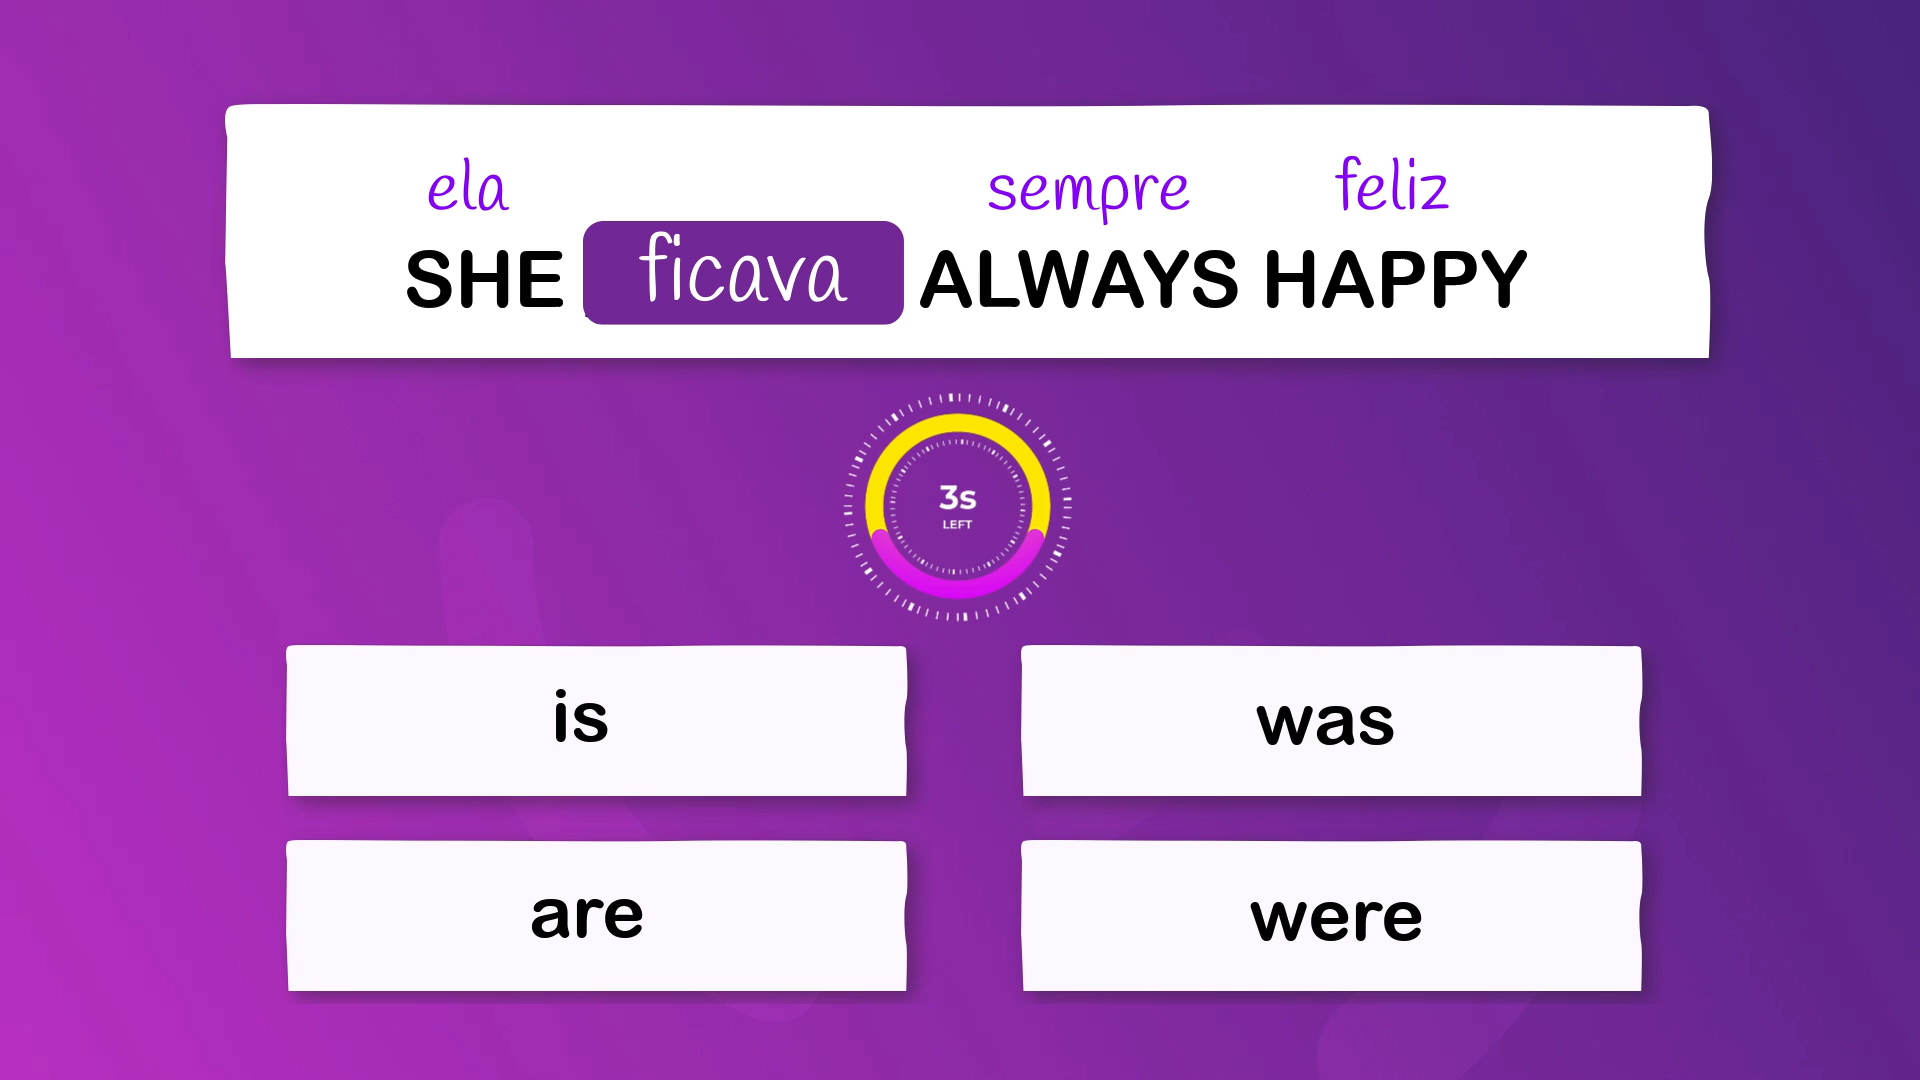 ela sempre feliz
SHE ficava ALWAYS HAPPY
3s
LEFT
is
was
are
were